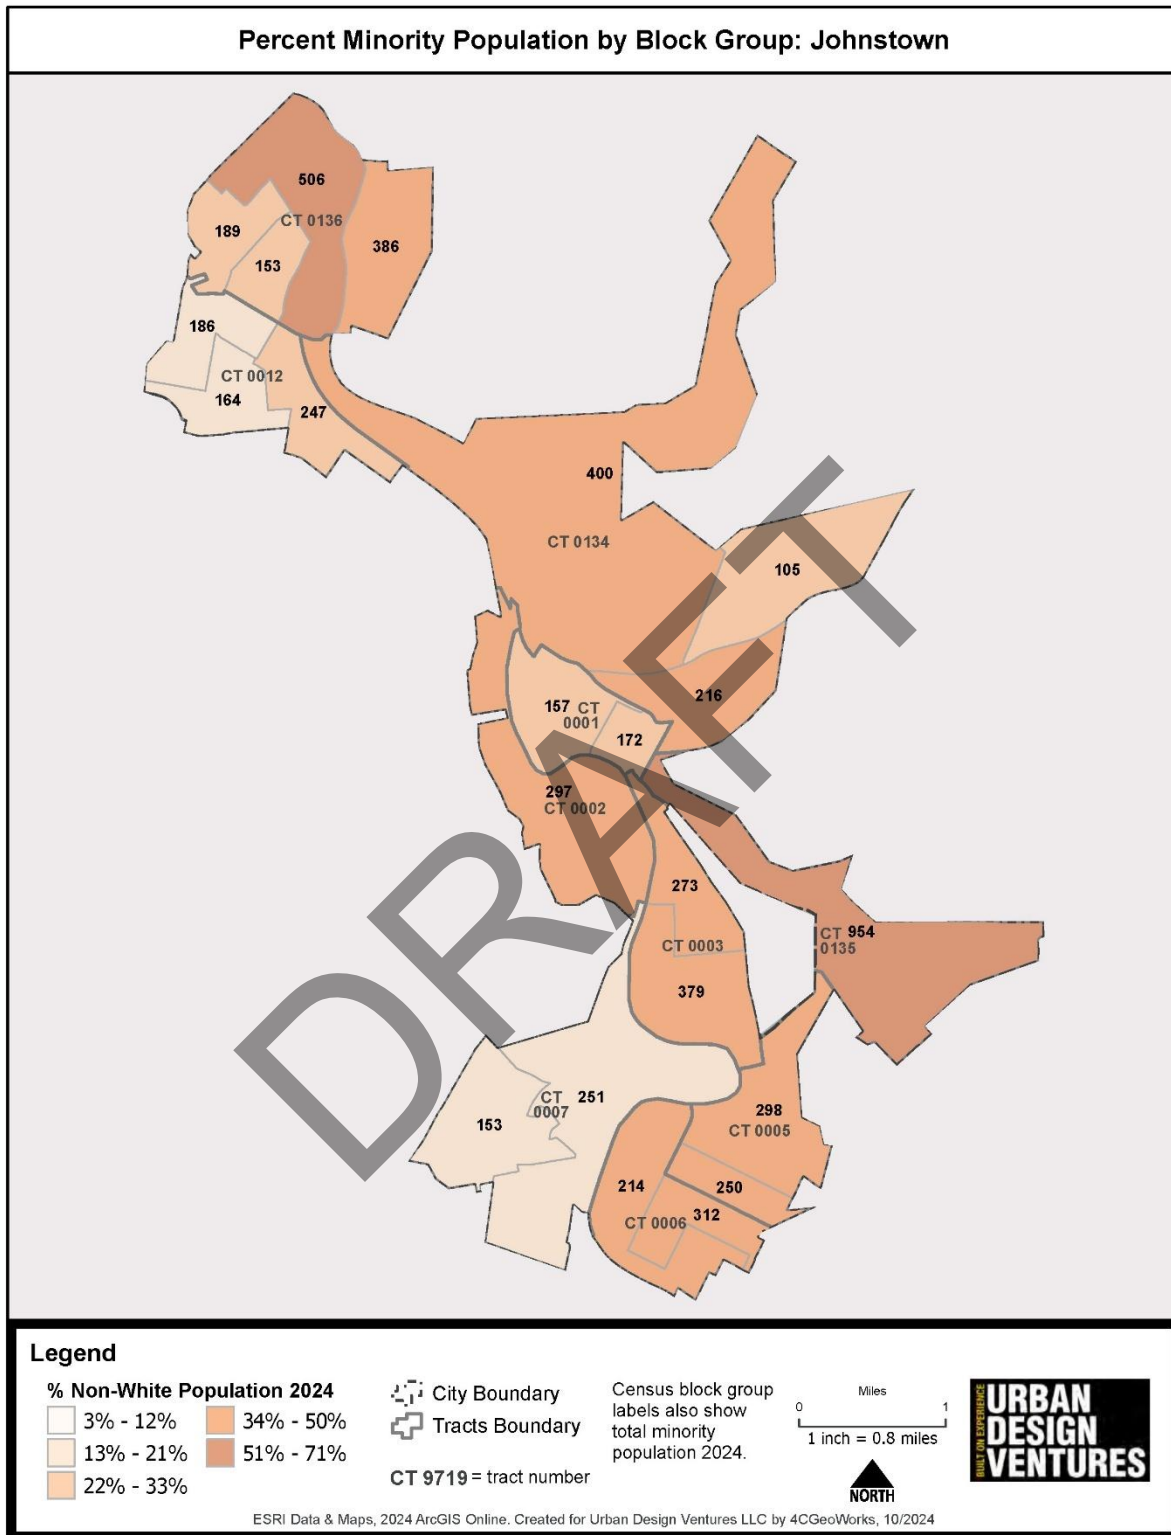 Percent Minority Population by Block Group: Johnstown
506
CT 0136
189
386
153
186
CT 0012
164
247
400
CT 0134
105
216
157 CT
0001
172
297
CT 0002
273
CT 0003
CT 954
0135
379
CT 251
0007
153
298
CT 0005
214
250
312
CT 0006
DRAFT
Legend
% Non-White Population 2024
3% - 12%
13% - 21%
22% - 33%
34% - 50%
51% - 71%
City Boundary
Tracts Boundary
CT 9719 = tract number
Census block group
labels also show
total minority
population 2024.
Miles
0 1
1 inch = 0.8 miles
NORTH
BUILT ON EXPERIENCE
URBAN
DESIGN
VENTURES
ESRI Data & Maps, 2024 ArcGIS Online. Created for Urban Design Ventures LLC by 4CGeoWorks, 10/2024